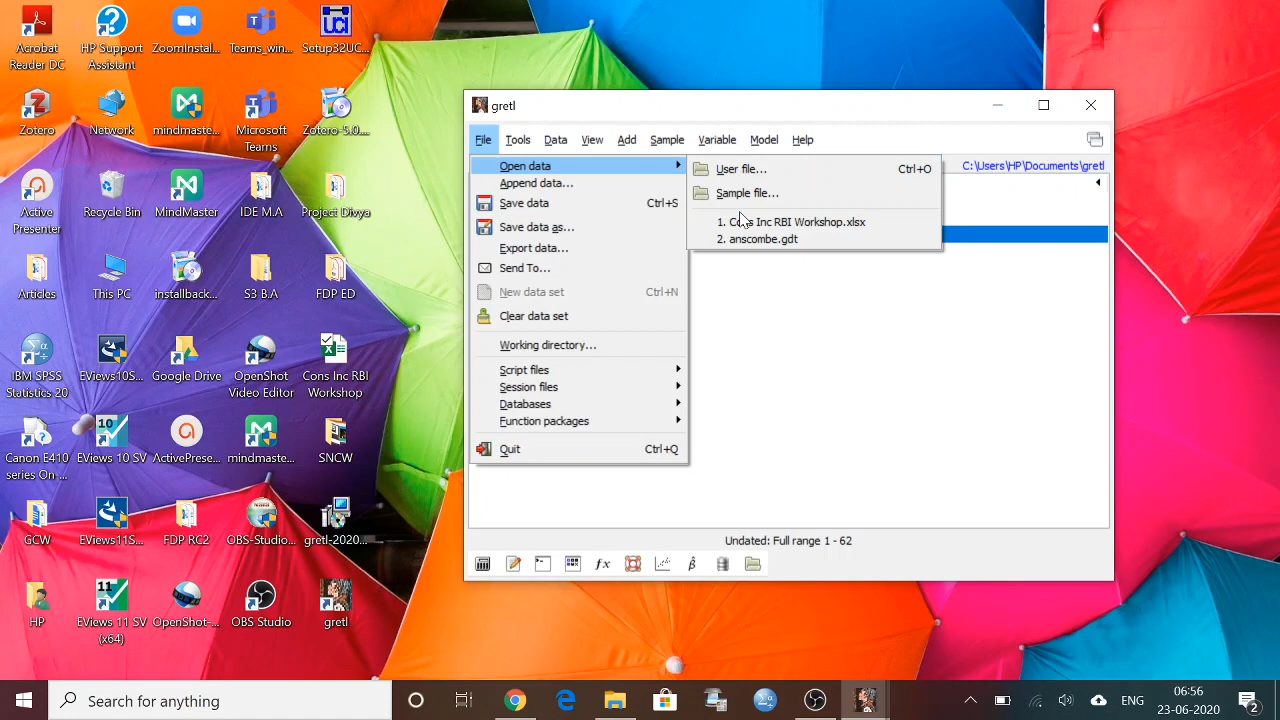 Acrobat
Reader DC
HP Support
Assistant
ZoomInstal...
Teams_win...
Setup32UC...
UCI
Zotero
Network
mindmaste...
Microsoft
Teams
Zotero-5.0....
Active
Presenter
Recycle Bin
MindMaster
IDE M.A
Project Divya
Articles
This PC
installback...
S3 B.A
FDP ED
IBM SPSS
Statistics 20
EViews10S...
Google Drive
OpenShot
Video Editor
Cons Inc RBI
Workshop
Canon E410
series On-...
10
EViews 10 SV
ActivePrese...
mindmaste...
SNCW
GCW
EViews11S...
FDP RC2
OBS-Studio...
gretl-2020...
HP
11
EViews 11 SV
(x64)
OpenShot-...
OBS Studio
gretl
gretl
File Tools Data View Add Sample Variable Model Help
C:\Users\HP\Documents\gretl
Open data
Append data...
Save data Ctrl+S
Save data as...
Export data...
Send To...
New data set Ctrl+N
Clear data set
Working directory...
Script files
Session files
Databases
Function packages
Quit Ctrl+Q
User file... Ctrl+O
Sample file...
1. Cons Inc RBI Workshop.xlsx
2. anscombe.gdt
Undated: Full range 1 - 62
fx
β̂
Search for anything
ENG
06:56
23-06-2020
2